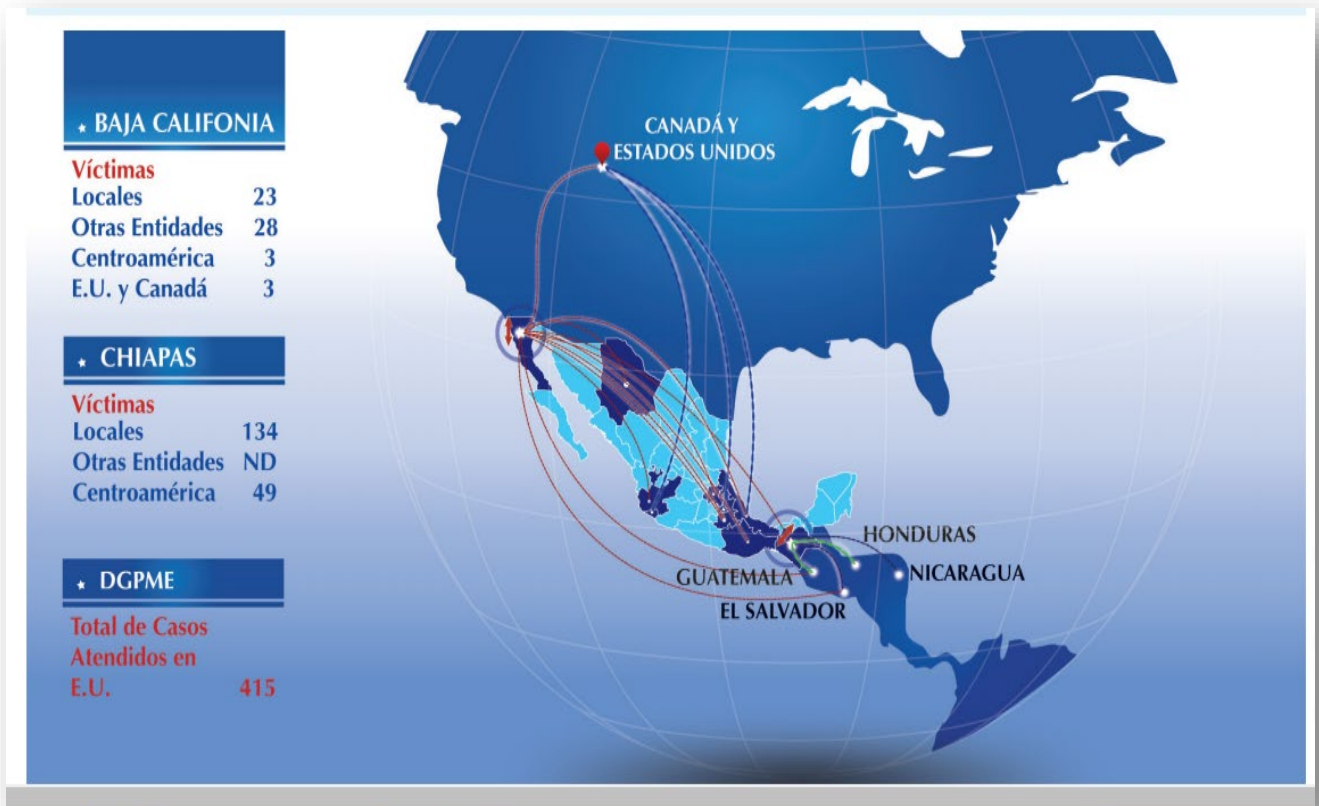 ★ BAJA CALIFONIA
Víctimas
Locales 23
Otras Entidades 28
Centroamérica 3
E.U. y Canadá 3
★ CHIAPAS
Víctimas
Locales 134
Otras Entidades ND
Centroamérica 49
★ DGPME
Total de Casos
Atendidos en
E.U. 415
CANADÁ Y
ESTADOS UNIDOS
HONDURAS
GUATEMALA
NICARAGUA
EL SALVADOR